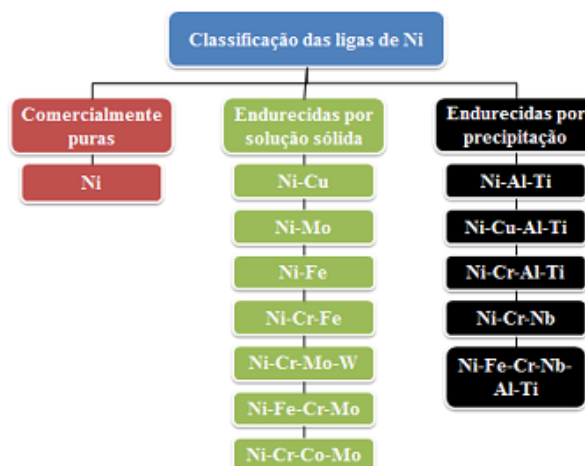 Classificação das ligas de Ni
Comercialmente
puras
Ni
Endurecidas por
solução sólida
Ni-Cu
Ni-Mo
Ni-Fe
Ni-Cr-Fe
Ni-Cr-Mo-W
Ni-Fe-Cr-Mo
Ni-Cr-Co-Mo
Endurecidas por
precipitação
Ni-Al-Ti
Ni-Cu-Al-Ti
Ni-Cr-Al-Ti
Ni-Cr-Nb
Ni-Fe-Cr-Nb-
Al-Ti